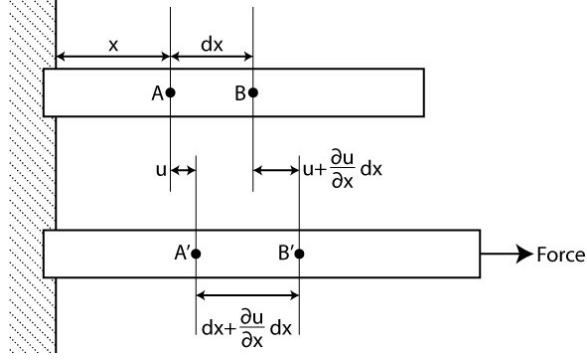 x dx
A B
u u+∂u/∂x dx
A′ B′ Force
dx+∂u/∂x dx